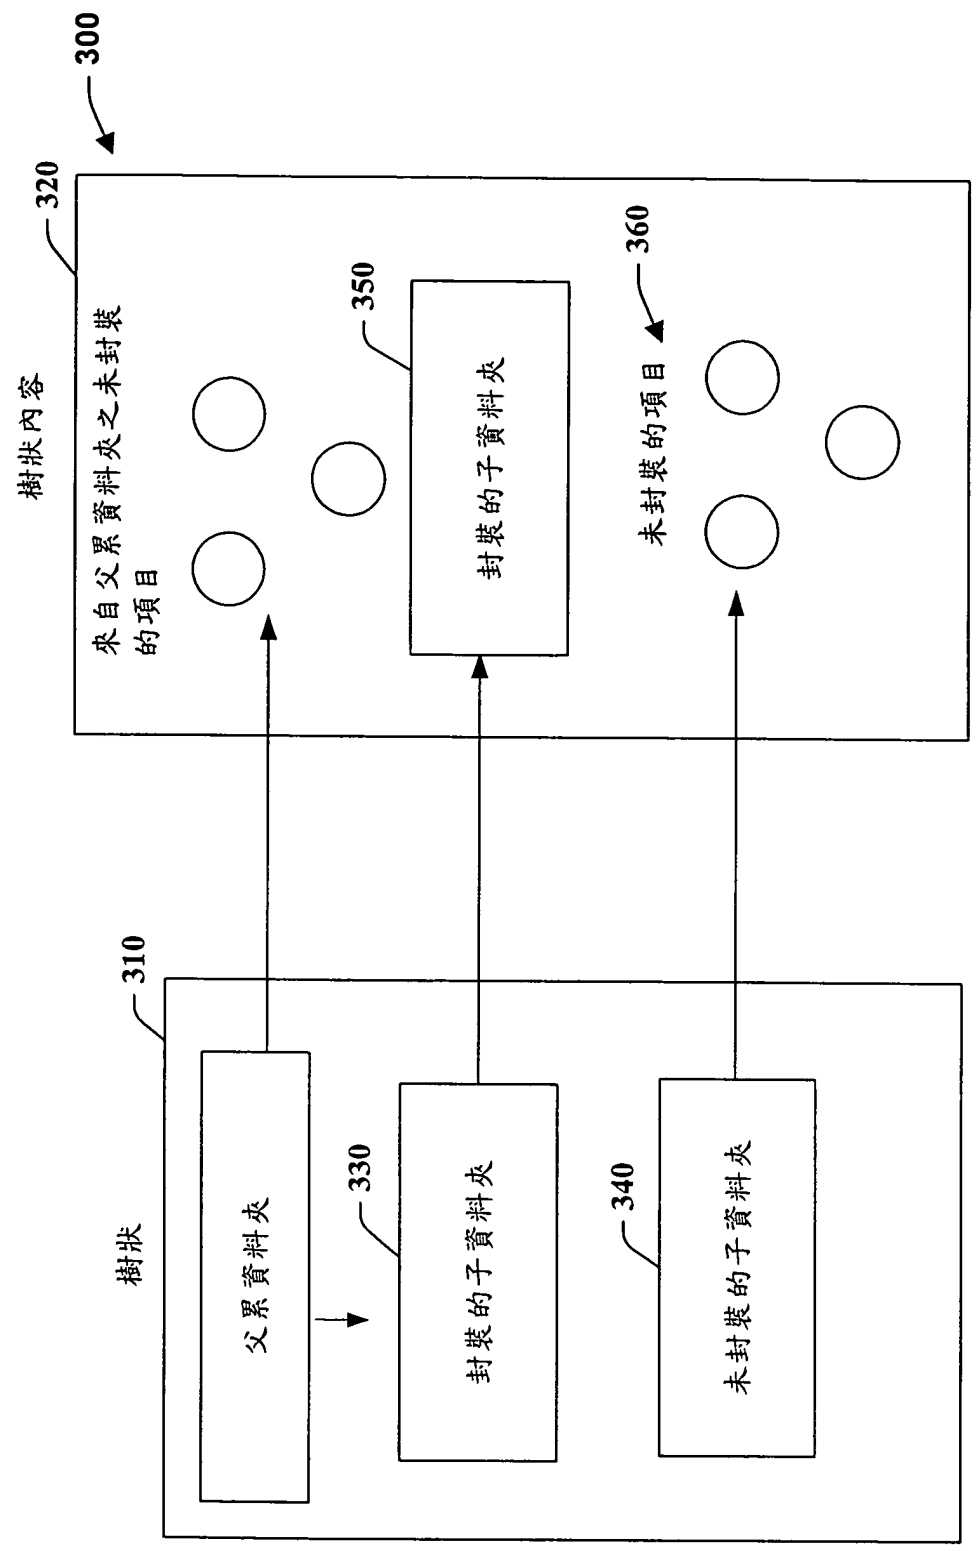 300
樹狀
樹狀內容
310
320
父累資料夾
來自父累資料夾之未封裝
的項目
330
封裝的子資料夾
350
封裝的子資料夾
340
未封裝的子資料夾
未封裝的項目
360